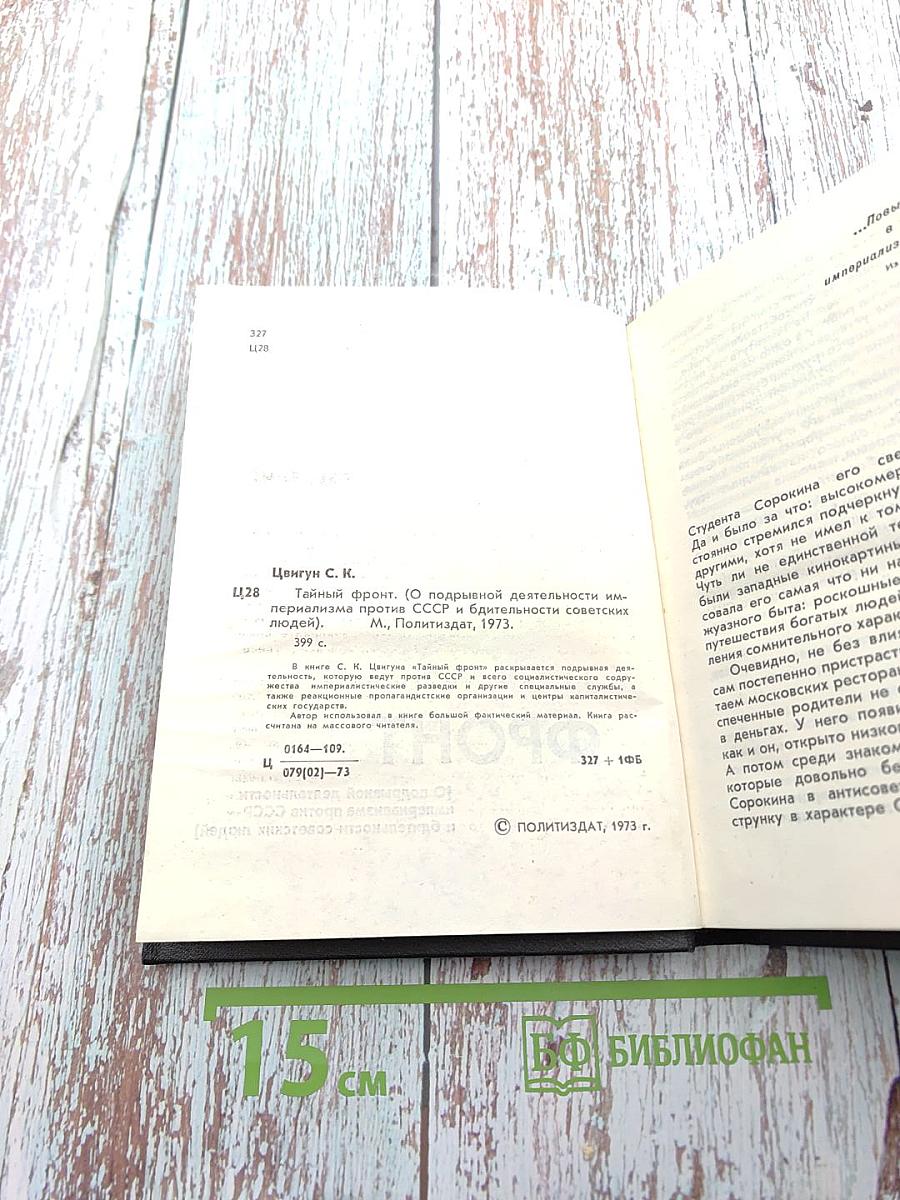 327
Ц28
Цвигун С. К.
Ц28 Тайный фронт. (О подрывной деятельности им-
периализма против СССР и бдительности советских
людей). М., Политиздат, 1973.
399 с.
В книге С. К. Цвигуна «Тайный фронт» раскрывается подрывная дея-
тельность, которую ведут против СССР и всего социалистического содру-
жества империалистические разведки и другие специальные службы, а
также реакционные пропагандистские организации и центры капиталистиче-
ских государств.
Автор использовал в книге большой фактический материал. Книга рас-
считана на массового читателя.
Ц 0164—109. 327 + 1ФБ
079(02)—73
© ПОЛИТИЗДАТ, 1973 г.
...Повы
в
империализ
Из
Студента Сорокина его све
Да и было за что: высокомер
стоянно стремился подчеркну
другими, хотя не имел к том
Чуть ли не единственной те
были западные кинокартины
совала его самая что ни на
жуазного быта: роскошные
путешествия богатых людей
ления сомнительного харак
Очевидно, не без влия
сам постепенно пристраст
таем московских ресторан
спеченные родители не о
в деньгах. У него появи
как и он, открыто низкоп
А потом среди знаком
которые довольно бе
Сорокина в антисовет
струнку в характере С
15 см
БФ БИБЛИОФАН